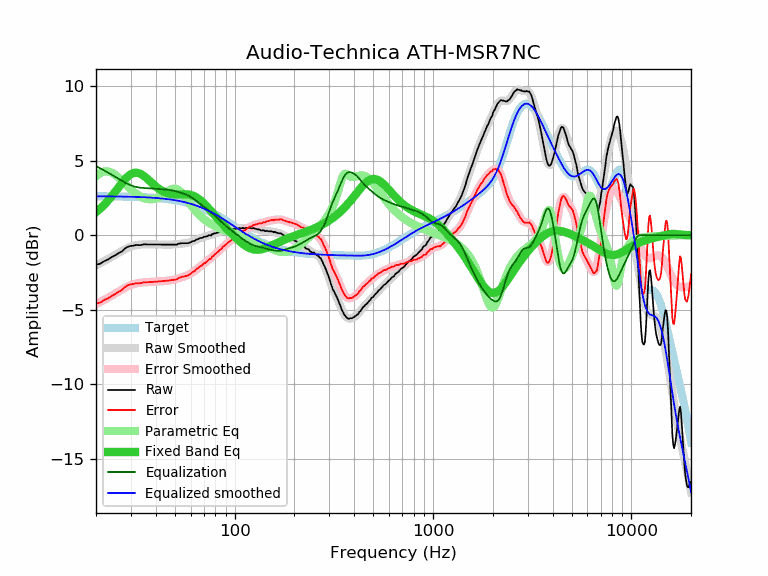 Audio-Technica ATH-MSR7NC
Amplitude (dBr)
10
5
0
−5
−10
−15
Target
Raw Smoothed
Error Smoothed
Raw
Error
Parametric Eq
Fixed Band Eq
Equalization
Equalized smoothed
100
1000
10000
Frequency (Hz)